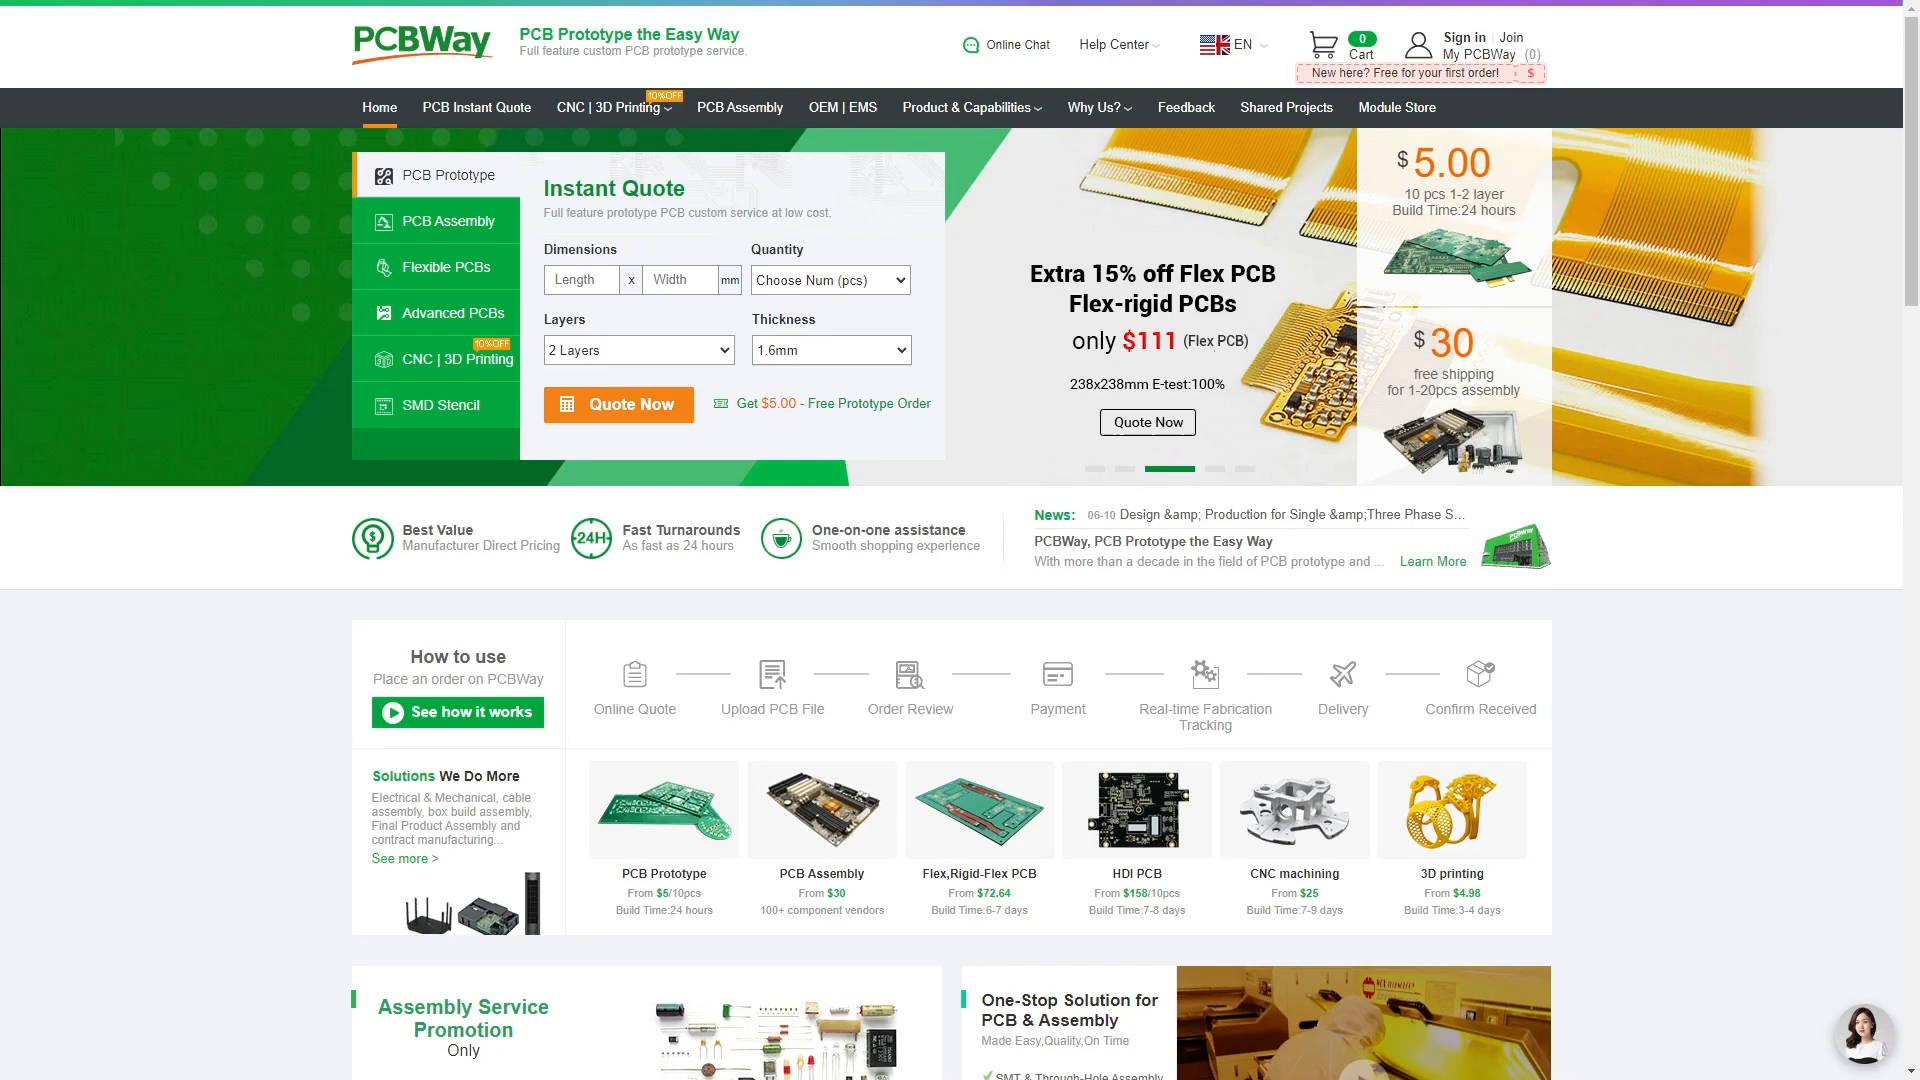 PCBWay
PCB Prototype the Easy Way
Full feature custom PCB prototype service.
Online Chat
Help Center
EN
0
Cart
Sign in
Join
My PCBWay (0)
New here? Free for your first order! $
Home
PCB Instant Quote
CNC | 3D Printing
10%OFF
PCB Assembly
OEM | EMS
Product & Capabilities
Why Us?
Feedback
Shared Projects
Module Store
PCB Prototype
PCB Assembly
Flexible PCBs
Advanced PCBs
10%OFF
CNC | 3D Printing
SMD Stencil
Instant Quote
Full feature prototype PCB custom service at low cost.
Dimensions
Quantity
Length x Width mm
Choose Num (pcs)
Layers
Thickness
2 Layers
1.6mm
Quote Now
Get $5.00 - Free Prototype Order
Extra 15% off Flex PCB
Flex-rigid PCBs
only $111 (Flex PCB)
238x238mm E-test:100%
Quote Now
$ 5.00
10 pcs 1-2 layer
Build Time:24 hours
$ 30
free shipping
for 1-20pcs assembly
Best Value
Manufacturer Direct Pricing
24H
Fast Turnarounds
As fast as 24 hours
One-on-one assistance
Smooth shopping experience
News: 06-10 Design &amp; Production for Single &amp;Three Phase S...
PCBWay, PCB Prototype the Easy Way
With more than a decade in the field of PCB prototype and ... Learn More
PCBWay
How to use
Place an order on PCBWay
See how it works
Online Quote
Upload PCB File
Order Review
Payment
Real-time Fabrication
Tracking
Delivery
Confirm Received
Solutions We Do More
Electrical & Mechanical, cable
assembly, box build assembly,
Final Product Assembly and
contract manufacturing...
See more >
PCB Prototype
From $5/10pcs
Build Time:24 hours
PCB Assembly
From $30
100+ component vendors
Flex,Rigid-Flex PCB
From $72.64
Build Time:6-7 days
HDI PCB
From $158/10pcs
Build Time:7-8 days
CNC machining
From $25
Build Time:7-9 days
3D printing
From $4.98
Build Time:3-4 days
Assembly Service
Promotion
Only
One-Stop Solution for
PCB & Assembly
Made Easy,Quality,On Time
SMT & Through-Hole Assembly